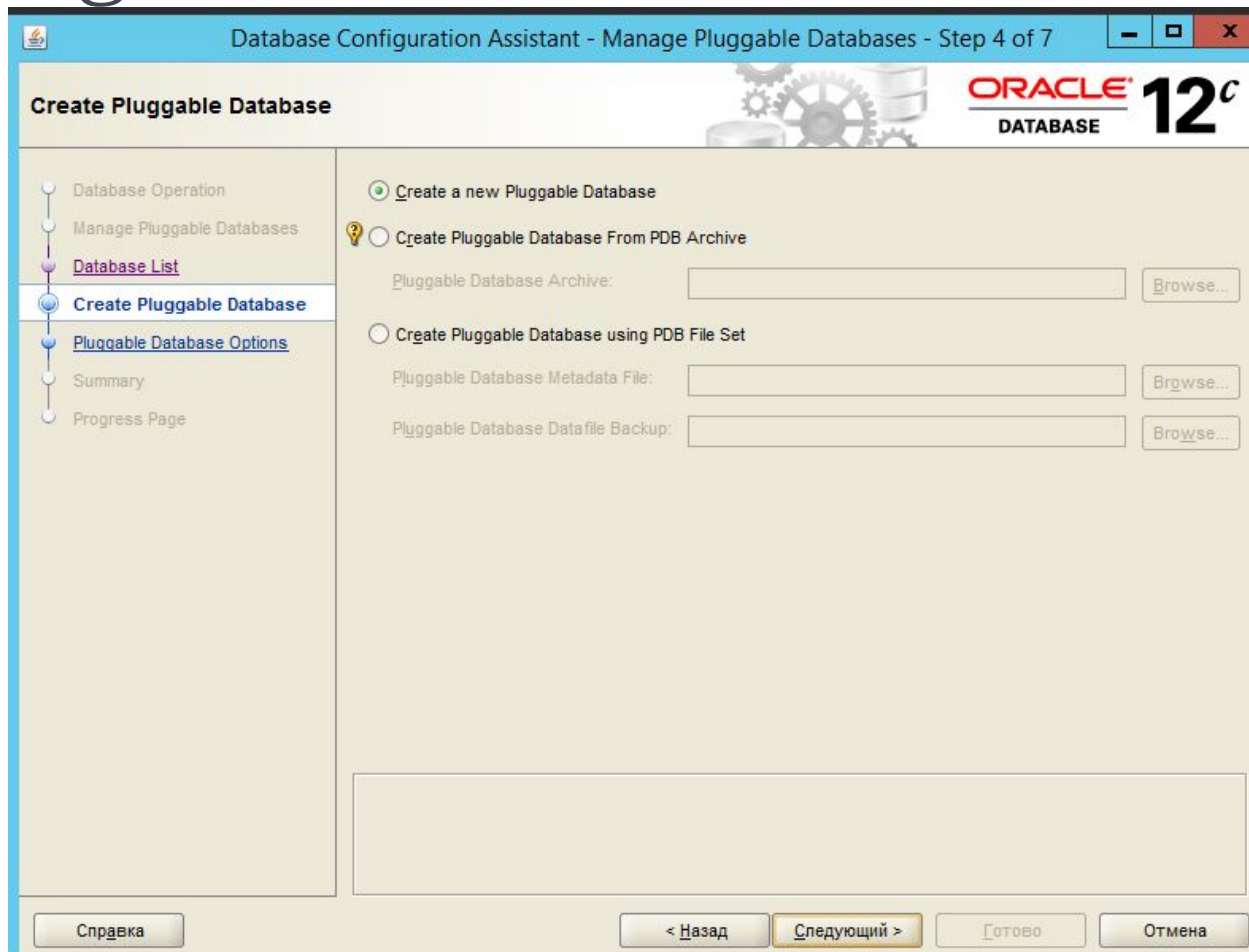 Database Configuration Assistant - Manage Pluggable Databases - Step 4 of 7
Create Pluggable Database
ORACLE
DATABASE
12c
Database Operation
Manage Pluggable Databases
Database List
Create Pluggable Database
Pluggable Database Options
Summary
Progress Page
Create a new Pluggable Database
Create Pluggable Database From PDB Archive
Pluggable Database Archive:
Browse...
Create Pluggable Database using PDB File Set
Pluggable Database Metadata File:
Browse...
Pluggable Database Datafile Backup:
Browse...
Справка
< Назад
Следующий >
Готово
Отмена